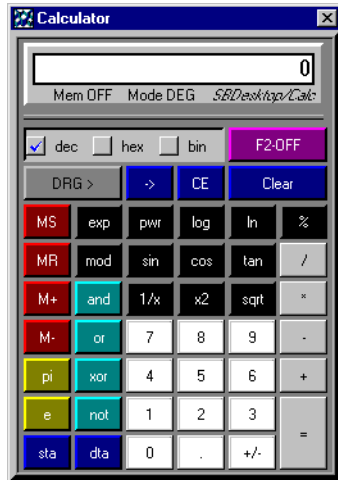 Calculator
0
Mem OFF Mode DEG SBDesktop/Calc
dec hex bin F2-OFF
DRG > -> CE Clear
MS exp pwr log ln %
MR mod sin cos tan /
M+ and 1/x x2 sqrt *
M- or 7 8 9 -
pi xor 4 5 6 +
e not 1 2 3
=
sta dta 0 . +/-